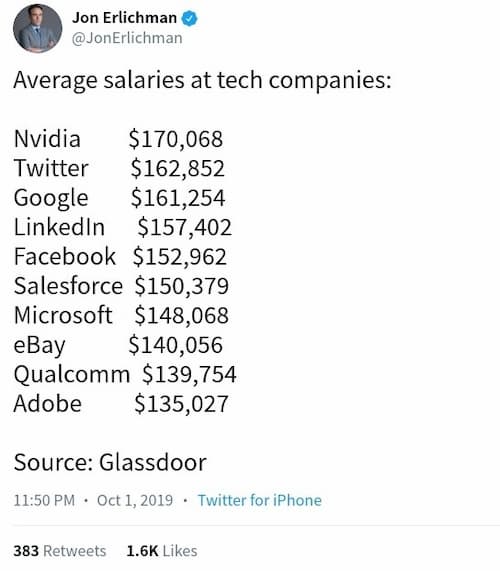 Jon Erlichman
@JonErlichman
Average salaries at tech companies:
Nvidia $170,068
Twitter $162,852
Google $161,254
LinkedIn $157,402
Facebook $152,962
Salesforce $150,379
Microsoft $148,068
eBay $140,056
Qualcomm $139,754
Adobe $135,027
Source: Glassdoor
11:50 PM · Oct 1, 2019 · Twitter for iPhone
383 Retweets 1.6K Likes